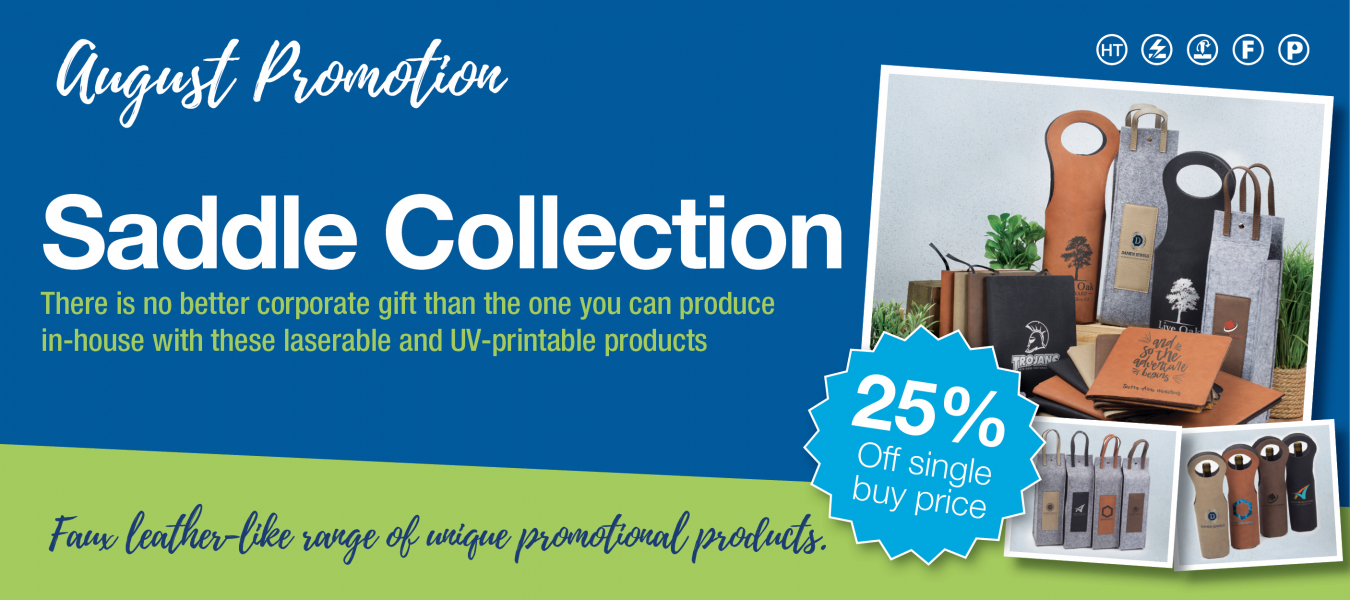 August Promotion
HT
F
P
Saddle Collection
There is no better corporate gift than the one you can produce
in-house with these laserable and UV-printable products
25%
Off single
buy price
Faux leather-like range of unique promotional products.
Live Oak
Oak
TROJANS
and
so the
adventure
begins